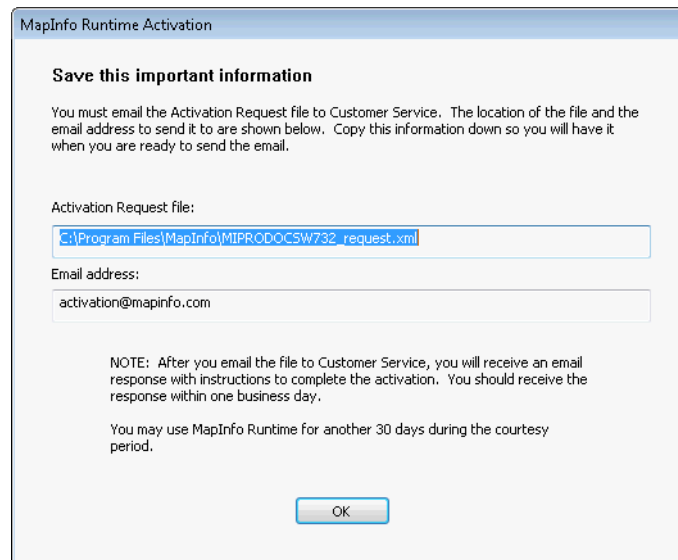 MapInfo Runtime Activation
Save this important information
You must email the Activation Request file to Customer Service.  The location of the file and the
email address to send it to are shown below.  Copy this information down so you will have it
when you are ready to send the email.
Activation Request file:
C:\Program Files\MapInfo\MIPRODOCSW732_request.xml
Email address:
activation@mapinfo.com
NOTE:  After you email the file to Customer Service, you will receive an email
response with instructions to complete the activation.  You should receive the
response within one business day.
You may use MapInfo Runtime for another 30 days during the courtesy
period.
OK